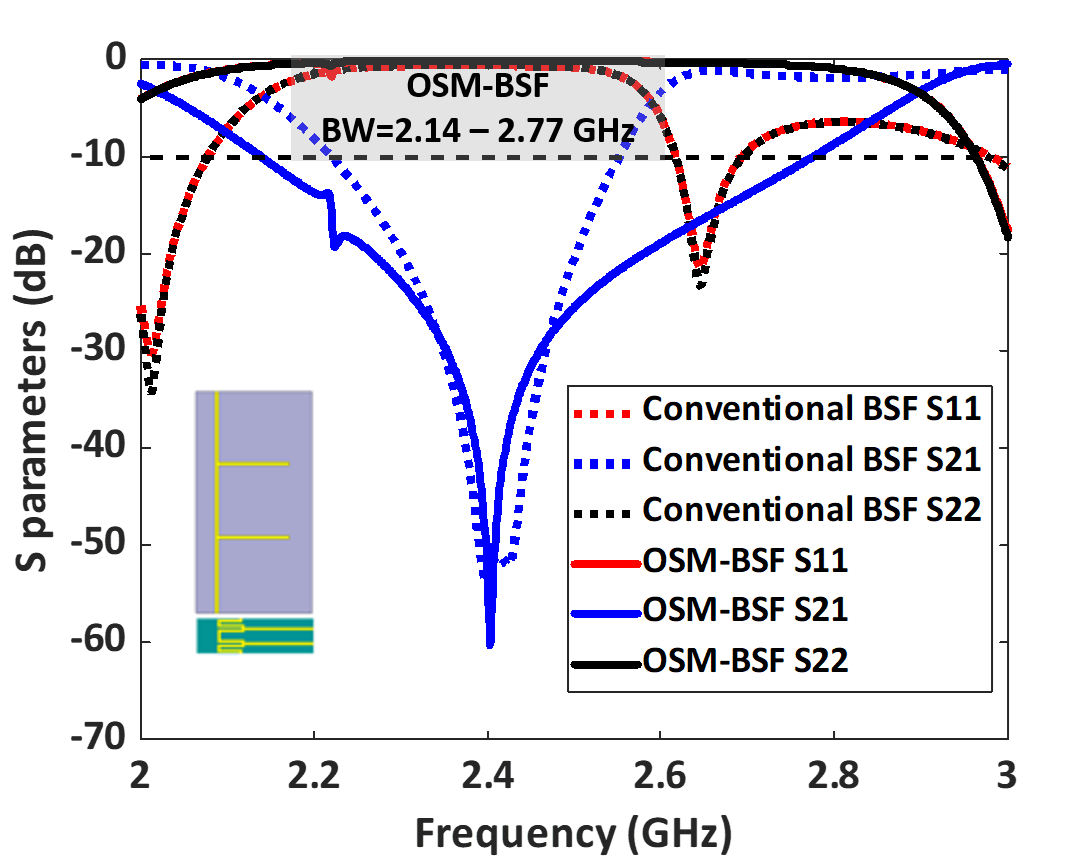 0
-10
-20
-30
-40
-50
-60
-70
S parameters (dB)
OSM-BSF
BW=2.14 – 2.77 GHz
Conventional BSF S11
Conventional BSF S21
Conventional BSF S22
OSM-BSF S11
OSM-BSF S21
OSM-BSF S22
2 2.2 2.4 2.6 2.8 3
Frequency (GHz)